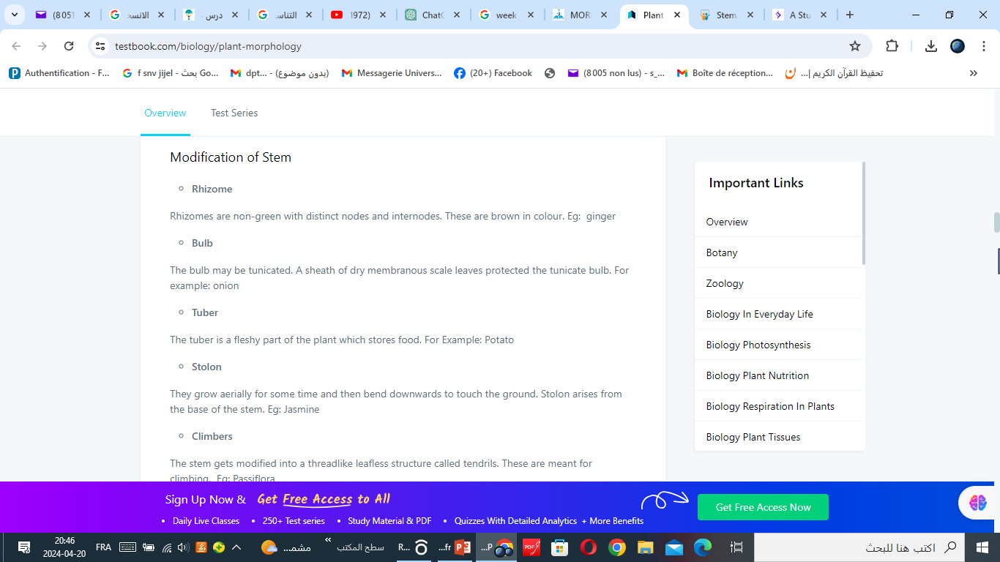 (8 051
الانسح
درس
التناس
1972)
ChatG
week
MOR
Plant
Stem
A Stu
testbook.com/biology/plant-morphology
Authentification - F...
f snv jijel - بحث Go...
dpt... - (بدون موضوع)
Messagerie Univers...
(20+) Facebook
(8 005 non lus) - s_...
Boîte de réception...
تحفيظ القرآن الكريم |...
Overview
Test Series
Modification of Stem
Rhizome
Rhizomes are non-green with distinct nodes and internodes. These are brown in colour. Eg: ginger
Bulb
The bulb may be tunicated. A sheath of dry membranous scale leaves protected the tunicate bulb. For
example: onion
Tuber
The tuber is a fleshy part of the plant which stores food. For Example: Potato
Stolon
They grow aerially for some time and then bend downwards to touch the ground. Stolon arises from
the base of the stem. Eg: Jasmine
Climbers
The stem gets modified into a threadlike leafless structure called tendrils. These are meant for
climbing. Eg: Passiflora
Important Links
Overview
Botany
Zoology
Biology In Everyday Life
Biology Photosynthesis
Biology Plant Nutrition
Biology Respiration In Plants
Biology Plant Tissues
Sign Up Now & Get Free Access to All
Daily Live Classes • 250+ Test series • Study Material & PDF • Quizzes With Detailed Analytics + More Benefits
Get Free Access Now
20:46
2024-04-20
FRA
مشم...
سطح المكتب
R...
fr...
P...
PDF
اكتب هنا للبحث